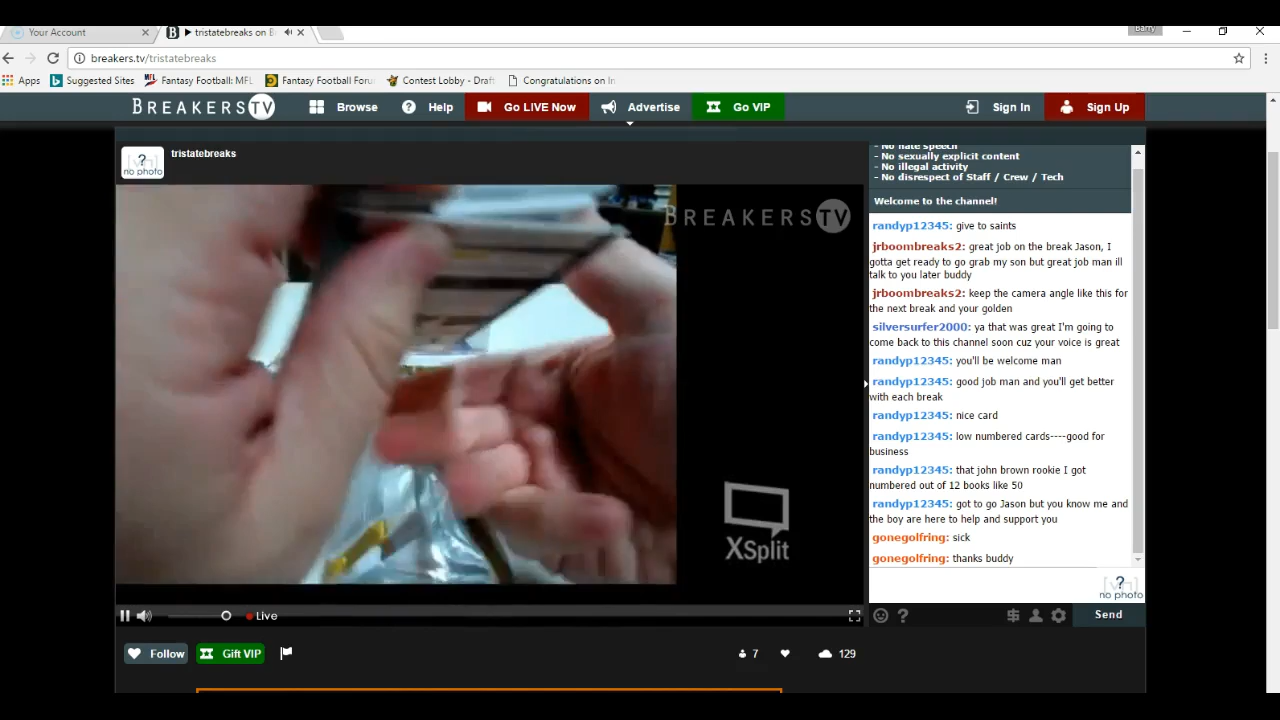 Your Account
tristatebreaks on B
Barry
breakers.tv/tristatebreaks
Apps
Suggested Sites
Fantasy Football: MFL
Fantasy Football Foru
Contest Lobby - Draft
Congratulations on In
BREAKERS TV
Browse
Help
Go LIVE Now
Advertise
Go VIP
Sign In
Sign Up
? no photo
tristatebreaks
BREAKERS TV
XSplit
- No hate speech
- No sexually explicit content
- No illegal activity
- No disrespect of Staff / Crew / Tech
Welcome to the channel!
randyp12345: give to saints
jrboombreaks2: great job on the break Jason, I
gotta get ready to go grab my son but great job man ill
talk to you later buddy
jrboombreaks2: keep the camera angle like this for
the next break and your golden
silversurfer2000: ya that was great I'm going to
come back to this channel soon cuz your voice is great
randyp12345: you'll be welcome man
randyp12345: good job man and you'll get better
with each break
randyp12345: nice card
randyp12345: low numbered cards----good for
business
randyp12345: that john brown rookie I got
numbered out of 12 books like 50
randyp12345: got to go Jason but you know me and
the boy are here to help and support you
gonegolfring: sick
gonegolfring: thanks buddy
? no photo
Live
? Send
Follow
Gift VIP
7
129